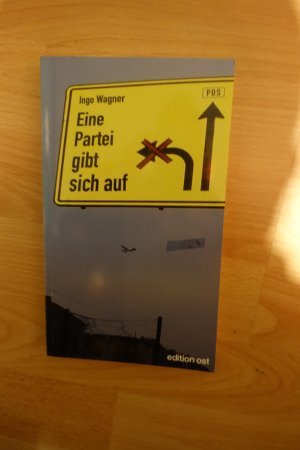 Ingo Wagner
PDS
Eine
Partei
gibt
sich auf
edition ost